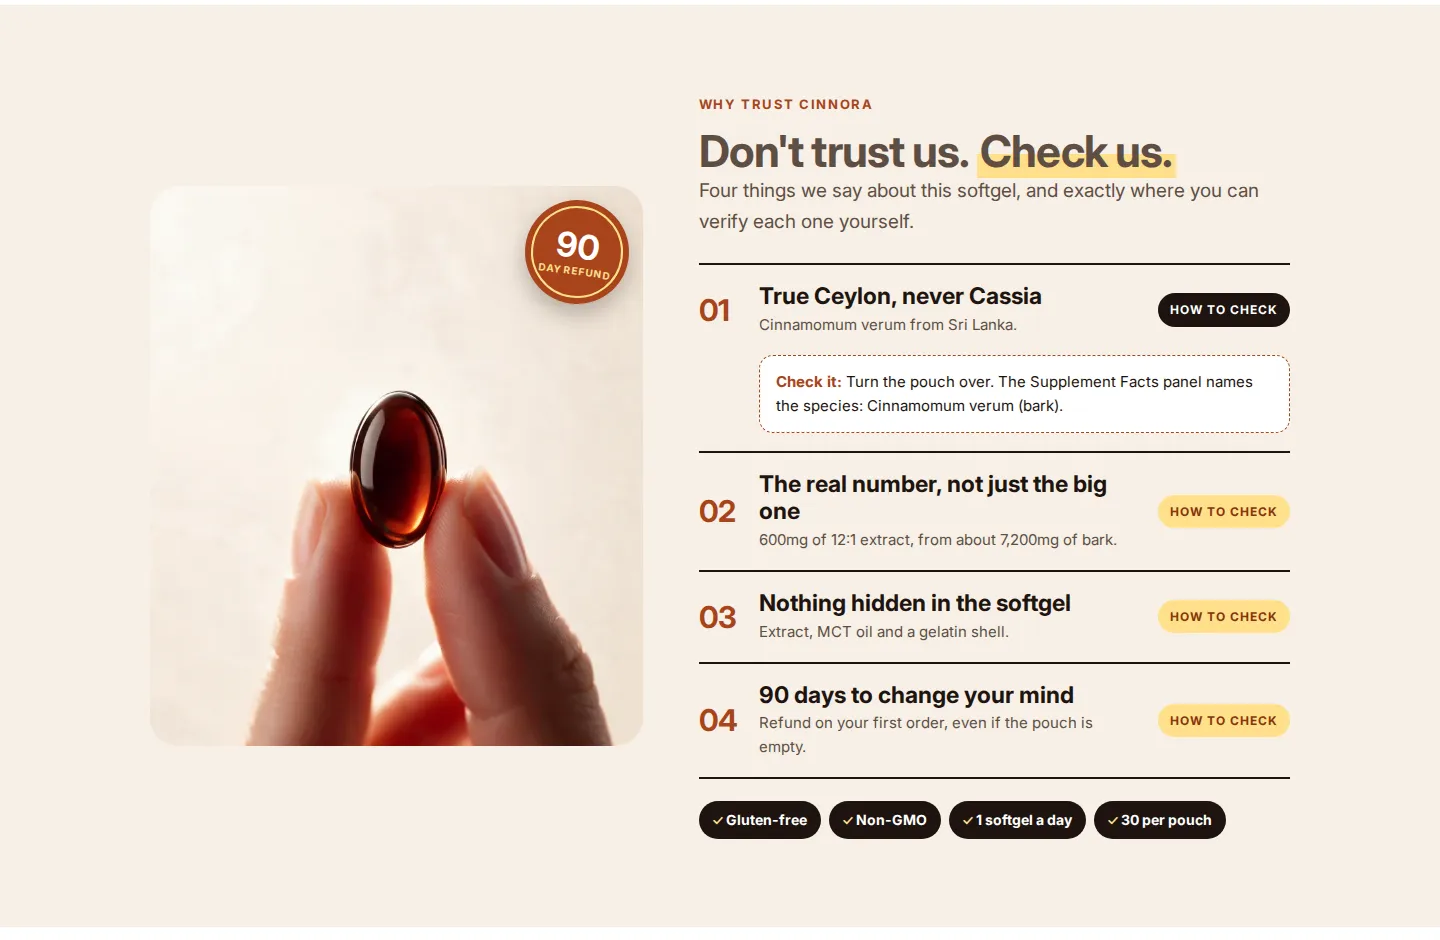 WHY TRUST CINNORA
Don't trust us. Check us.
Four things we say about this softgel, and exactly where you can
verify each one yourself.
90
DAY REFUND
01
True Ceylon, never Cassia
Cinnamomum verum from Sri Lanka.
HOW TO CHECK
Check it: Turn the pouch over. The Supplement Facts panel names
the species: Cinnamomum verum (bark).
02
The real number, not just the big
one
600mg of 12:1 extract, from about 7,200mg of bark.
HOW TO CHECK
03
Nothing hidden in the softgel
Extract, MCT oil and a gelatin shell.
HOW TO CHECK
04
90 days to change your mind
Refund on your first order, even if the pouch is
empty.
HOW TO CHECK
✓ Gluten-free
✓ Non-GMO
✓ 1 softgel a day
✓ 30 per pouch